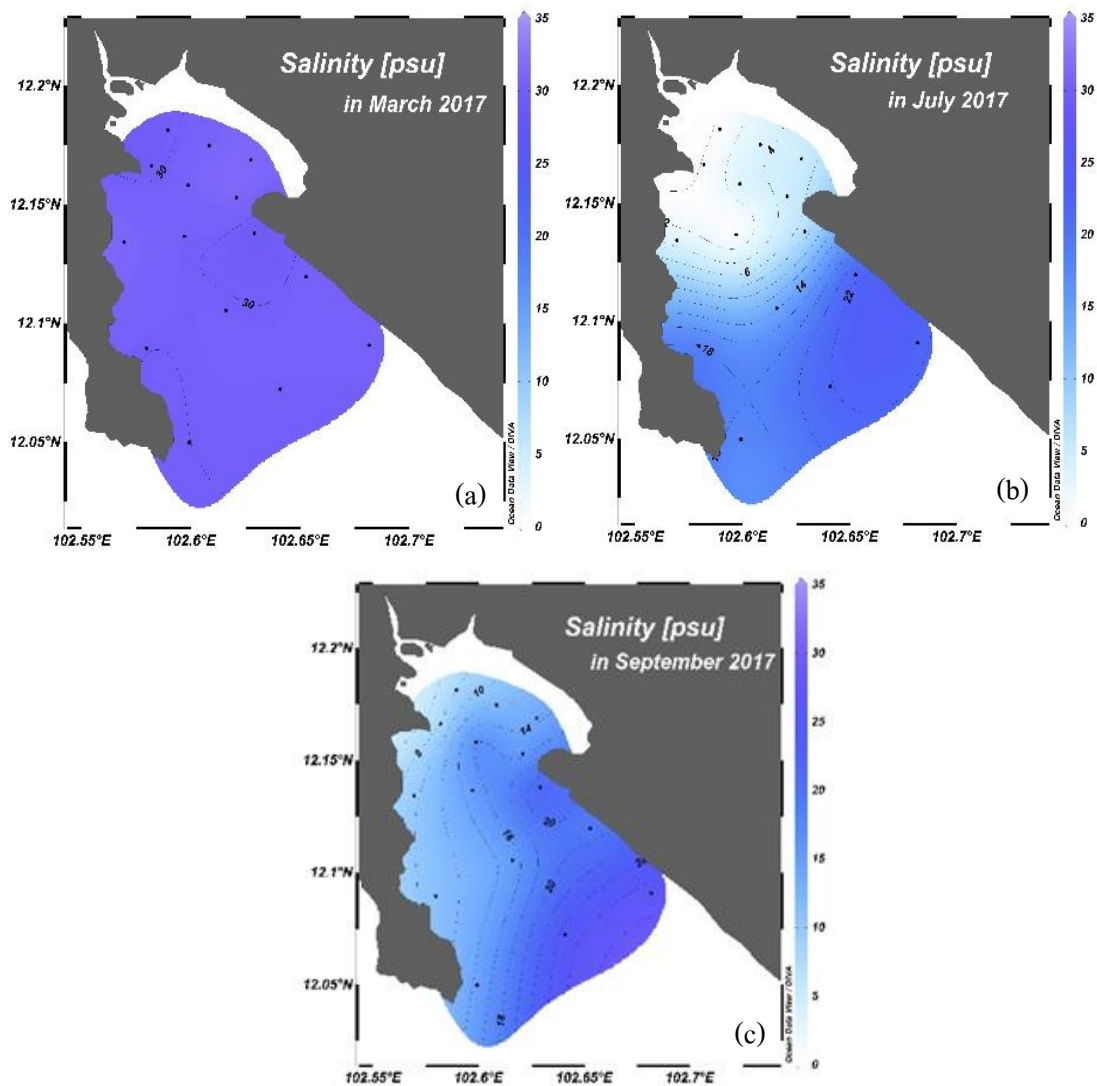 Salinity [psu]
in March 2017
12.2°N
12.15°N
12.1°N
12.05°N
102.55°E
102.6°E
102.65°E
102.7°E
30
30
35
30
25
20
15
10
5
0
Ocean Data View / DIVA
(a)
Salinity [psu]
in July 2017
12.2°N
12.15°N
12.1°N
12.05°N
102.55°E
102.6°E
102.65°E
102.7°E
4
2
6
14
22
18
35
30
25
20
15
10
5
0
Ocean Data View / DIVA
(b)
Salinity [psu]
in September 2017
12.2°N
12.15°N
12.1°N
12.05°N
102.55°E
102.6°E
102.65°E
102.7°E
10
14
20
20
18
35
30
25
20
15
10
5
0
Ocean Data View / DIVA
(c)